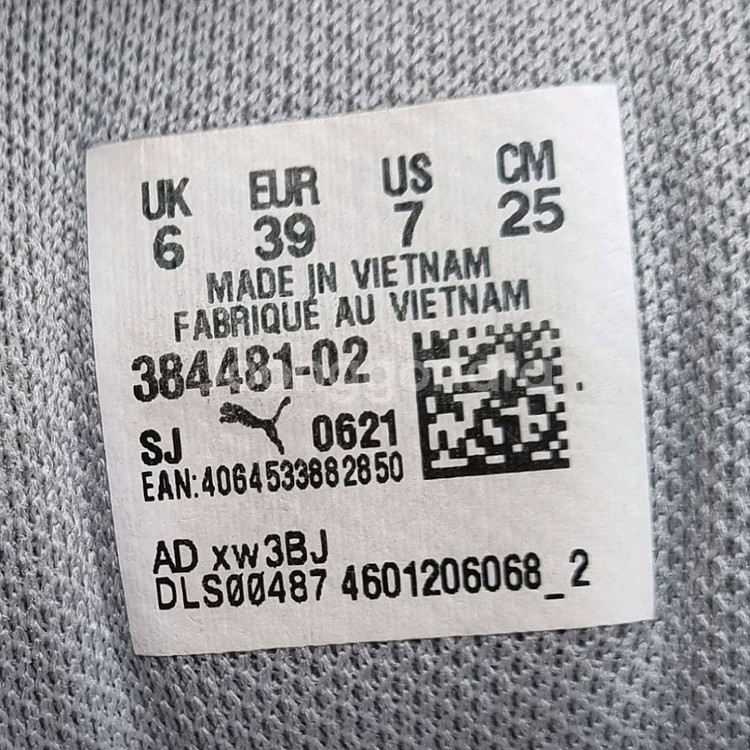 UK EUR US CM
6 39 7 25
MADE IN VIETNAM
FABRIQUE AU VIETNAM
384481-02
SJ 0621
EAN:4064533882850
AD xw3BJ
DLS00487 4601206068_2